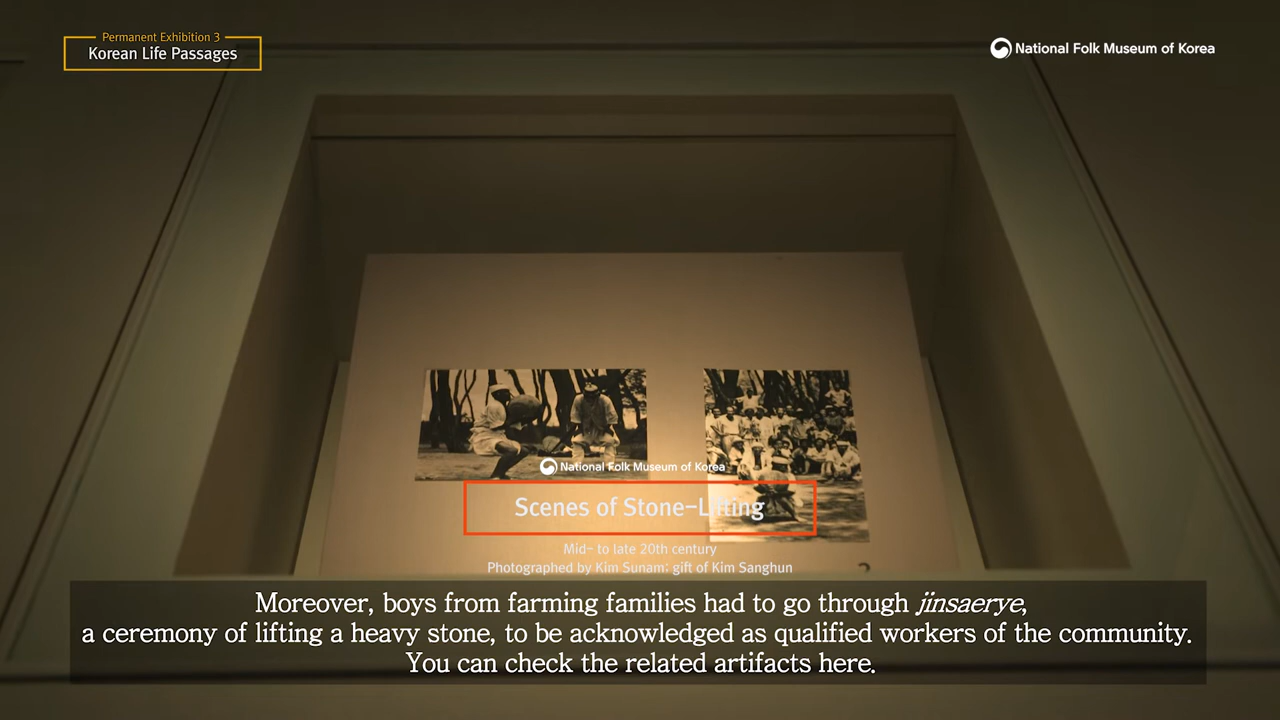 Permanent Exhibition 3
Korean Life Passages
National Folk Museum of Korea
National Folk Museum of Korea
Scenes of Stone-Lifting
Mid- to late 20th century
Photographed by Kim Sunam; gift of Kim Sanghun
2
Moreover, boys from farming families had to go through jinsaerye,
a ceremony of lifting a heavy stone, to be acknowledged as qualified workers of the community.
You can check the related artifacts here.